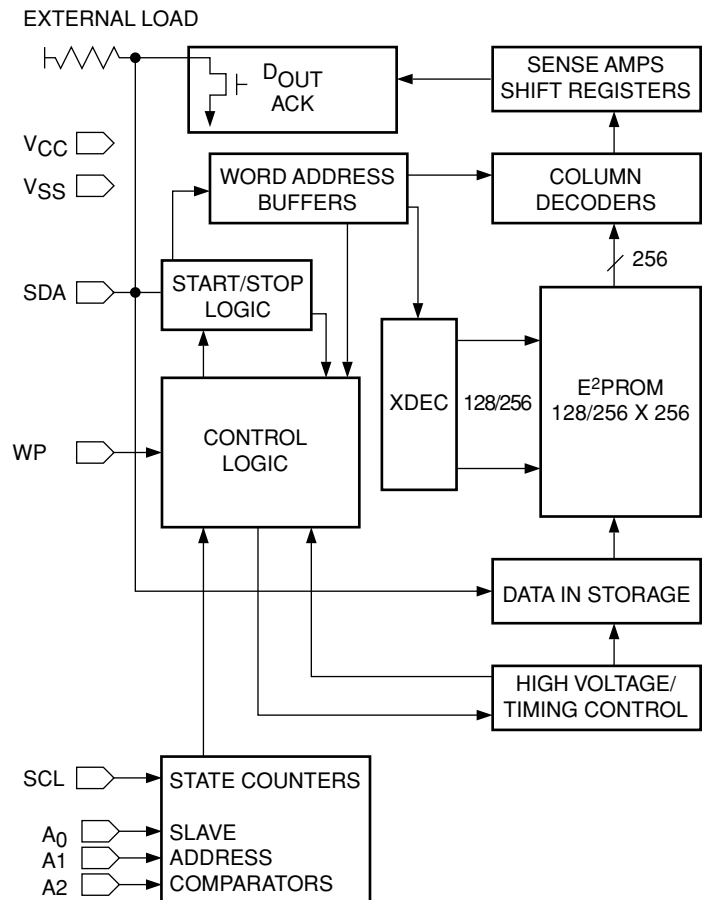 EXTERNAL LOAD
DOUT
ACK
SENSE AMPS
SHIFT REGISTERS
VCC
VSS
WORD ADDRESS
BUFFERS
COLUMN
DECODERS
256
SDA
START/STOP
LOGIC
XDEC
128/256
E²PROM
128/256 X 256
WP
CONTROL
LOGIC
DATA IN STORAGE
HIGH VOLTAGE/
TIMING CONTROL
SCL
STATE COUNTERS
A0
SLAVE
A1
ADDRESS
A2
COMPARATORS